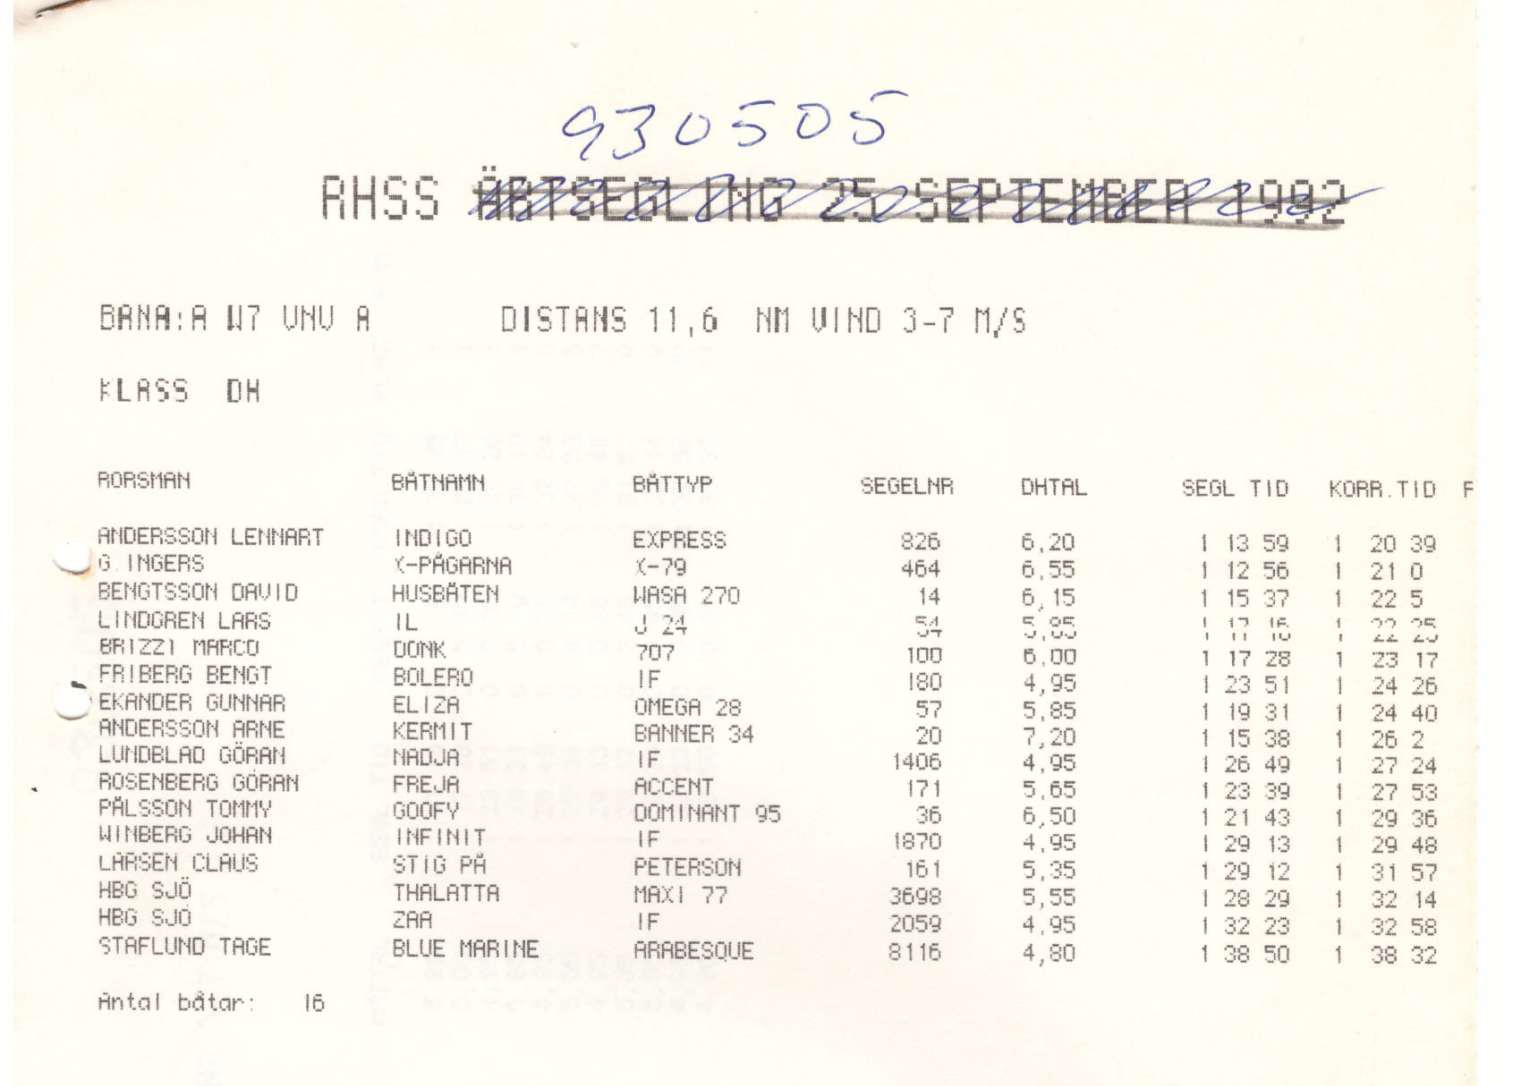 930505
RHSS ÄRTSEGLING 25 SEPTEMBER 1992
BANA:A W7 VNV A DISTANS 11,6 NM VIND 3-7 M/S
KLASS DH
RORSMAN BÅTNAMN BÅTTYP SEGELNR DHTAL SEGL TID KORR.TID F
ANDERSSON LENNART INDIGO EXPRESS 826 6,20 1 13 59 1 20 39
G.INGERS X-PÅGARNA X-79 464 6,55 1 12 56 1 21 0
BENGTSSON DAVID HUSBÅTEN WASA 270 14 6,15 1 15 37 1 22 5
LINDGREN LARS IL J 24 54 5,85 1 17 16 1 22 25
BRIZZI MARCO DONK 707 100 6,00 1 17 28 1 23 17
FRIBERG BENGT BOLERO IF 180 4,95 1 23 51 1 24 26
EKANDER GUNNAR ELIZA OMEGA 28 57 5,85 1 19 31 1 24 40
ANDERSSON ARNE KERMIT BANNER 34 20 7,20 1 15 38 1 26 2
LUNDBLAD GÖRAN NADJA IF 1406 4,95 1 26 49 1 27 24
ROSENBERG GÖRAN FREJA ACCENT 171 5,65 1 23 39 1 27 53
PÅLSSON TOMMY GOOFY DOMINANT 95 36 6,50 1 21 43 1 29 36
WINBERG JOHAN INFINIT IF 1870 4,95 1 29 13 1 29 48
LARSEN CLAUS STIG PÅ PETERSON 161 5,35 1 29 12 1 31 57
HBG SJÖ THALATTA MAXI 77 3698 5,55 1 28 29 1 32 14
HBG SJÖ ZAA IF 2059 4,95 1 32 23 1 32 58
STAFLUND TAGE BLUE MARINE ARABESQUE 8116 4,80 1 38 50 1 38 32
Antal båtar: 16